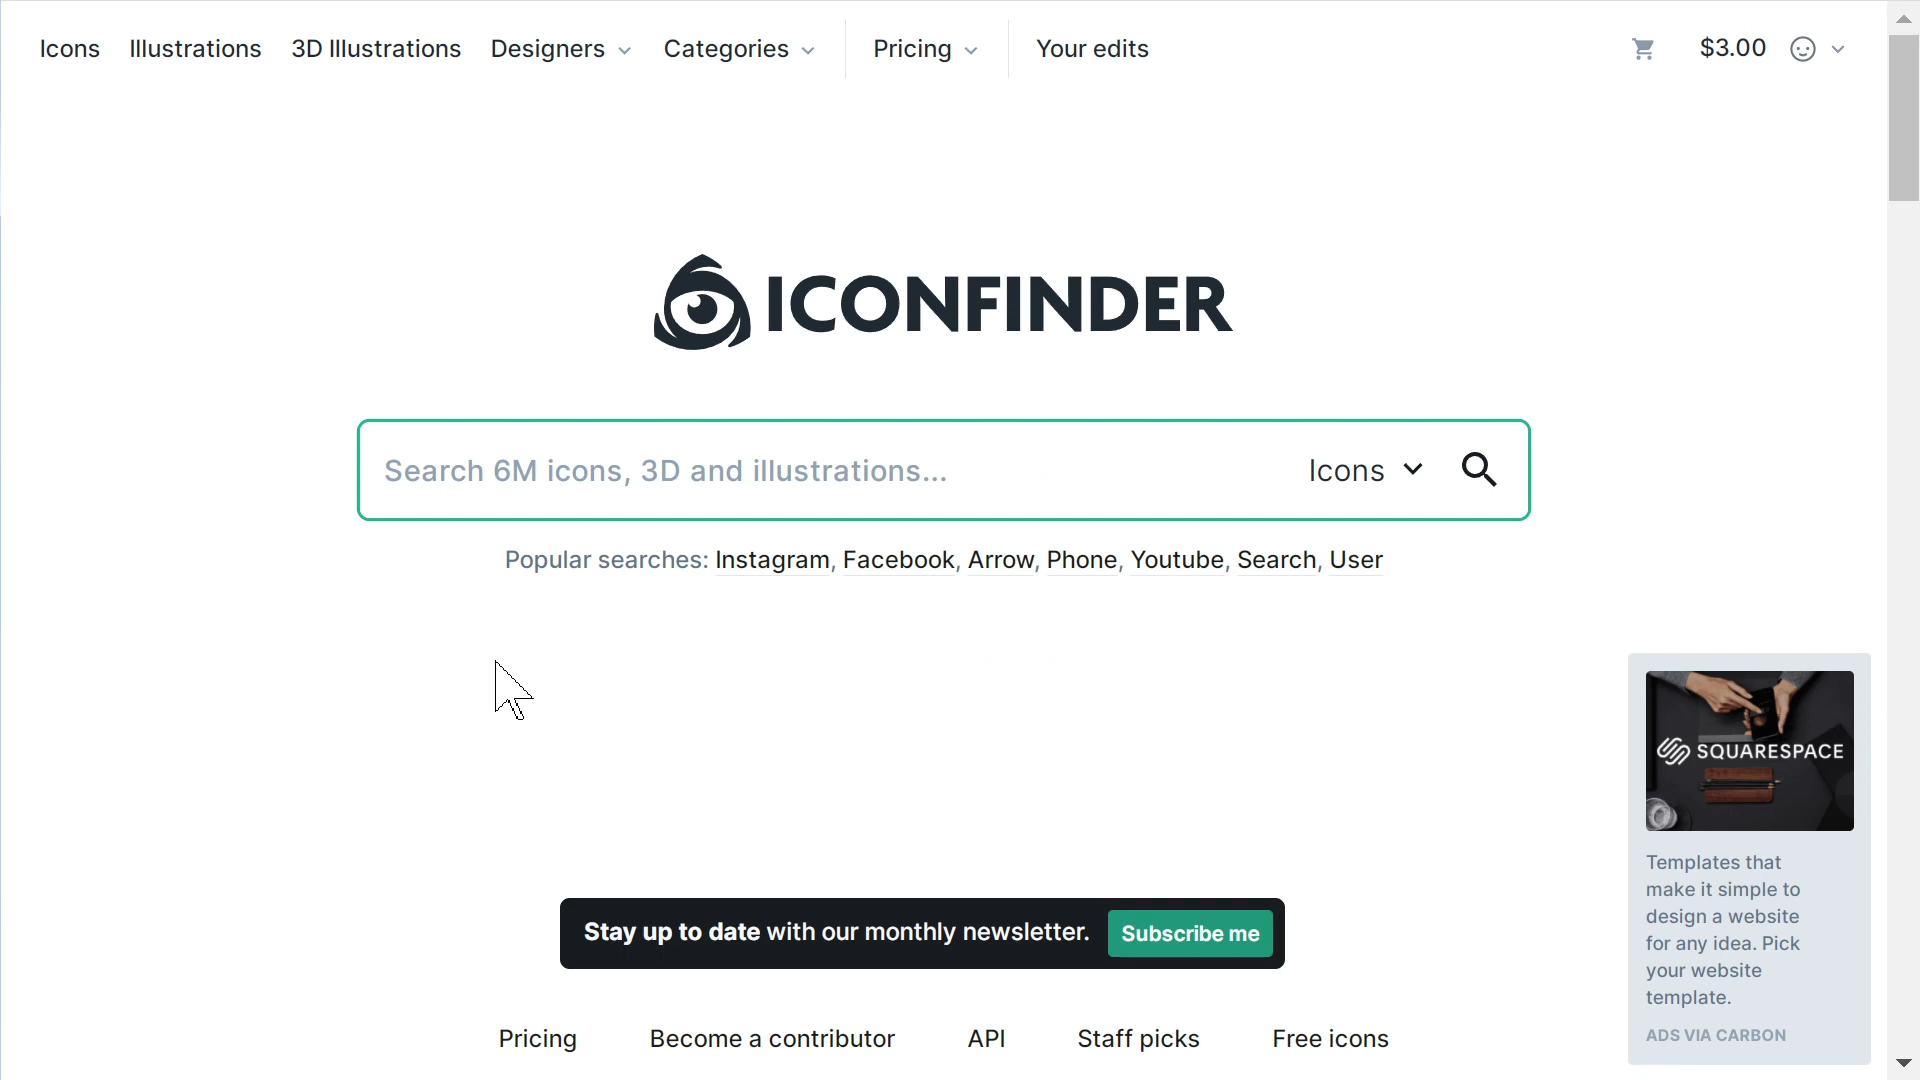 Icons Illustrations 3D Illustrations Designers Categories Pricing Your edits $3.00
ICONFINDER
Search 6M icons, 3D and illustrations... Icons
Popular searches: Instagram, Facebook, Arrow, Phone, Youtube, Search, User
SQUARESPACE
Templates that
make it simple to
design a website
for any idea. Pick
your website
template.
ADS VIA CARBON
Stay up to date with our monthly newsletter. Subscribe me
Pricing Become a contributor API Staff picks Free icons